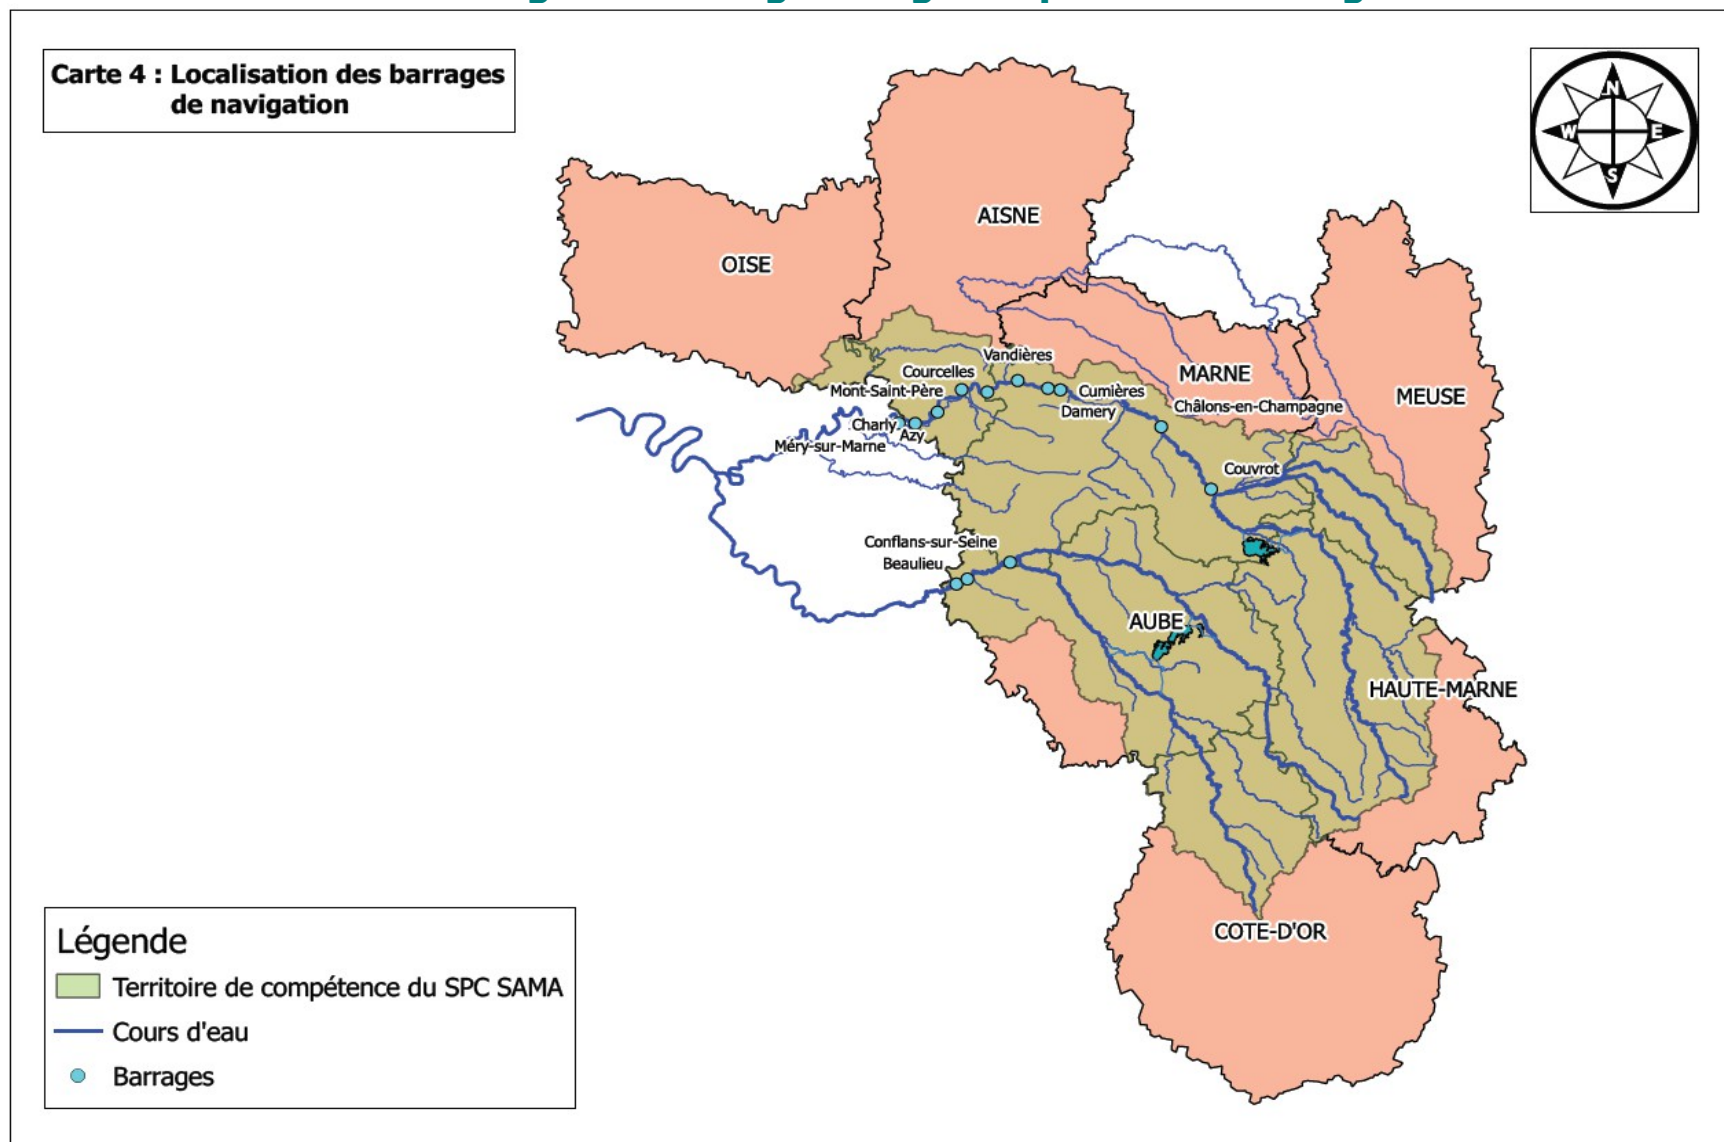 Carte 4 : Localisation des barrages
de navigation
N
W E
S
AISNE
OISE
Vandières
Courcelles
MARNE
Mont-Saint-Père
Cumières
MEUSE
Châlons-en-Champagne
Damery
Charly
Azy
Méry-sur-Marne
Couvrot
Conflans-sur-Seine
Beaulieu
AUBE
HAUTE-MARNE
COTE-D'OR
Légende
Territoire de compétence du SPC SAMA
Cours d'eau
Barrages